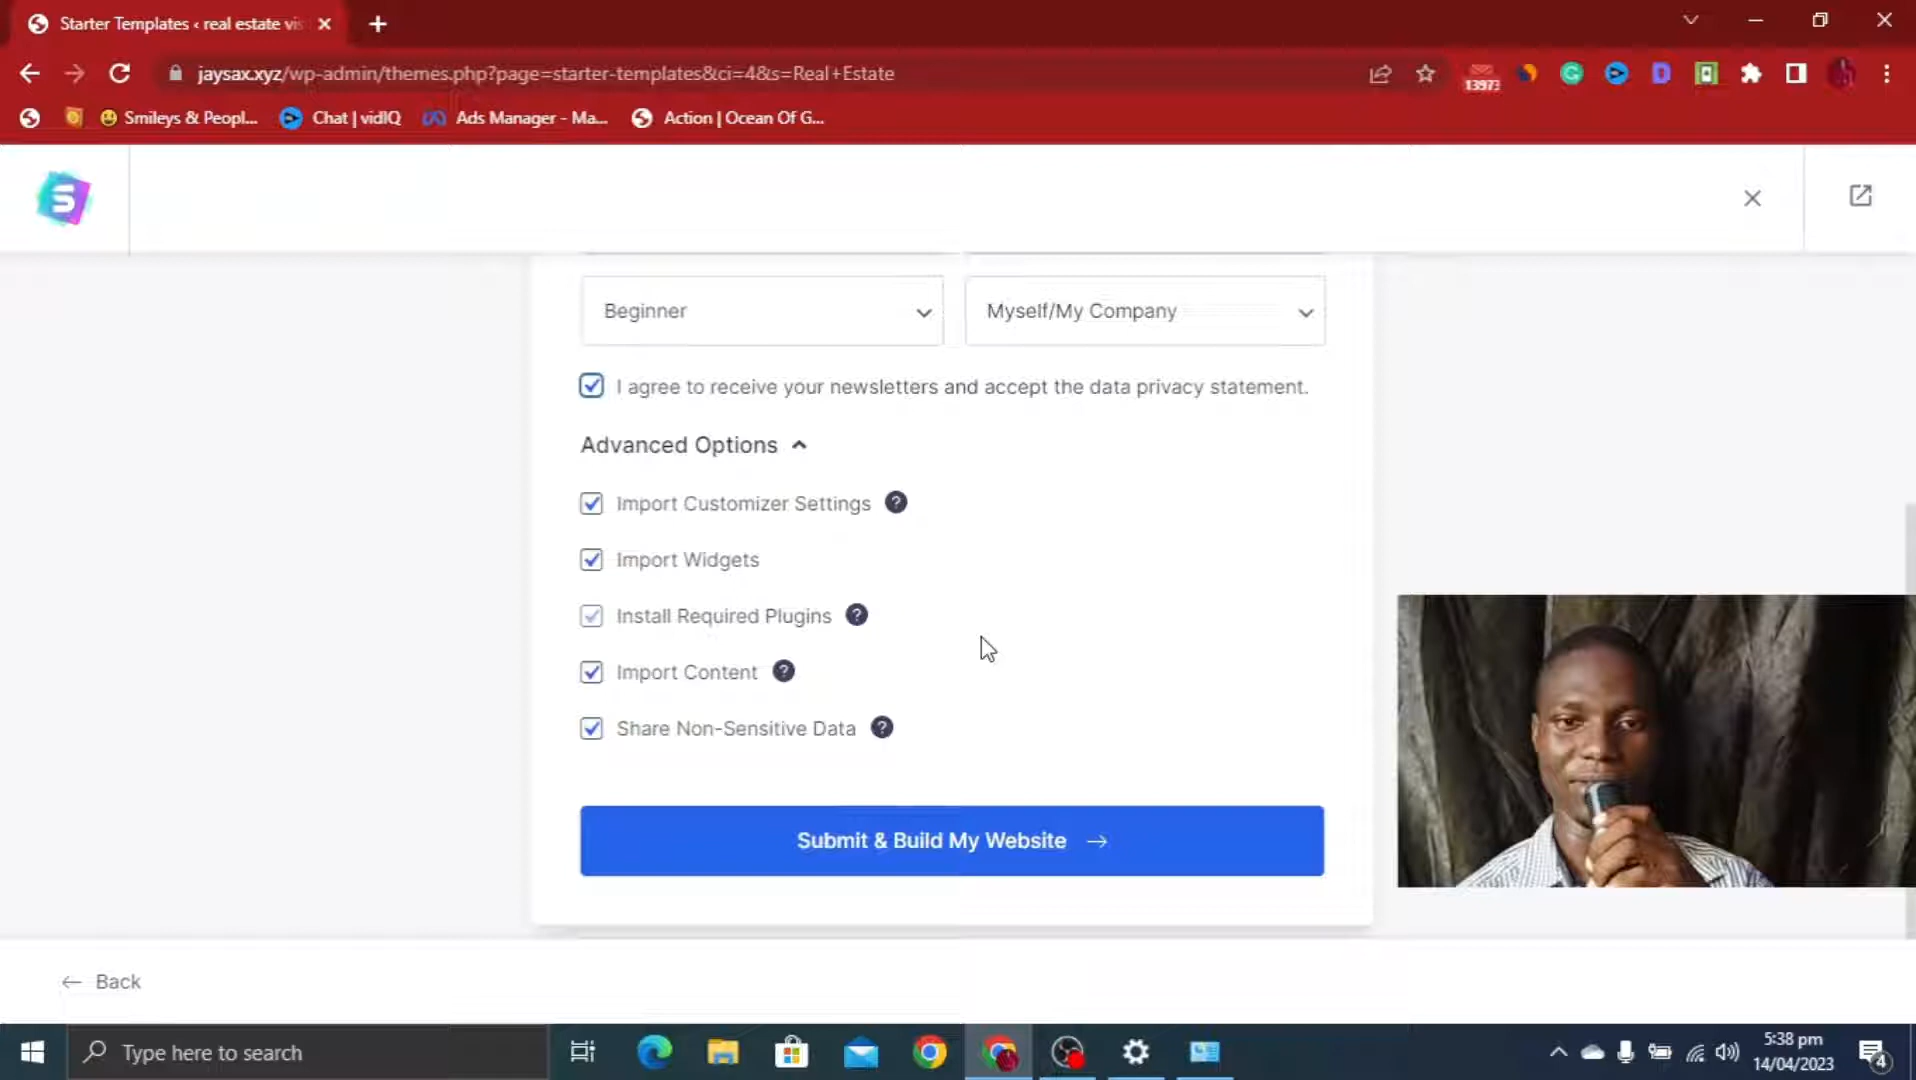 Starter Templates ‹ real estate vis
jaysax.xyz/wp-admin/themes.php?page=starter-templates&ci=4&s=Real+Estate
13973
Smileys & Peopl...
Chat | vidIQ
Ads Manager - Ma...
Action | Ocean Of G...
S
Beginner
Myself/My Company
I agree to receive your newsletters and accept the data privacy statement.
Advanced Options
Import Customizer Settings ?
Import Widgets
Install Required Plugins ?
Import Content ?
Share Non-Sensitive Data ?
Submit & Build My Website →
← Back
Type here to search
5:38 pm
14/04/2023
4